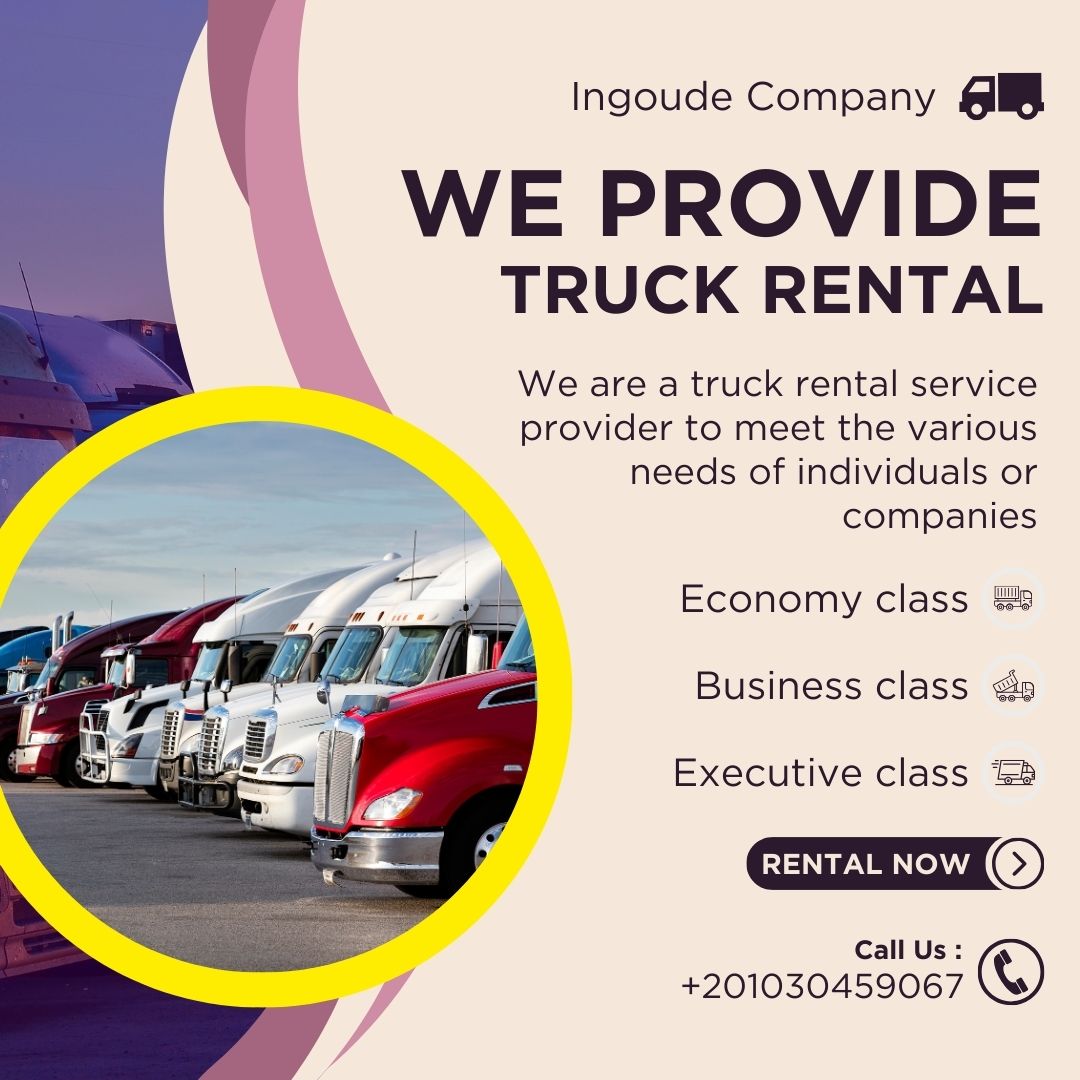 Ingoude Company
WE PROVIDE
TRUCK RENTAL
We are a truck rental service
provider to meet the various
needs of individuals or
companies
Economy class
Business class
Executive class
RENTAL NOW
Call Us :
+201030459067